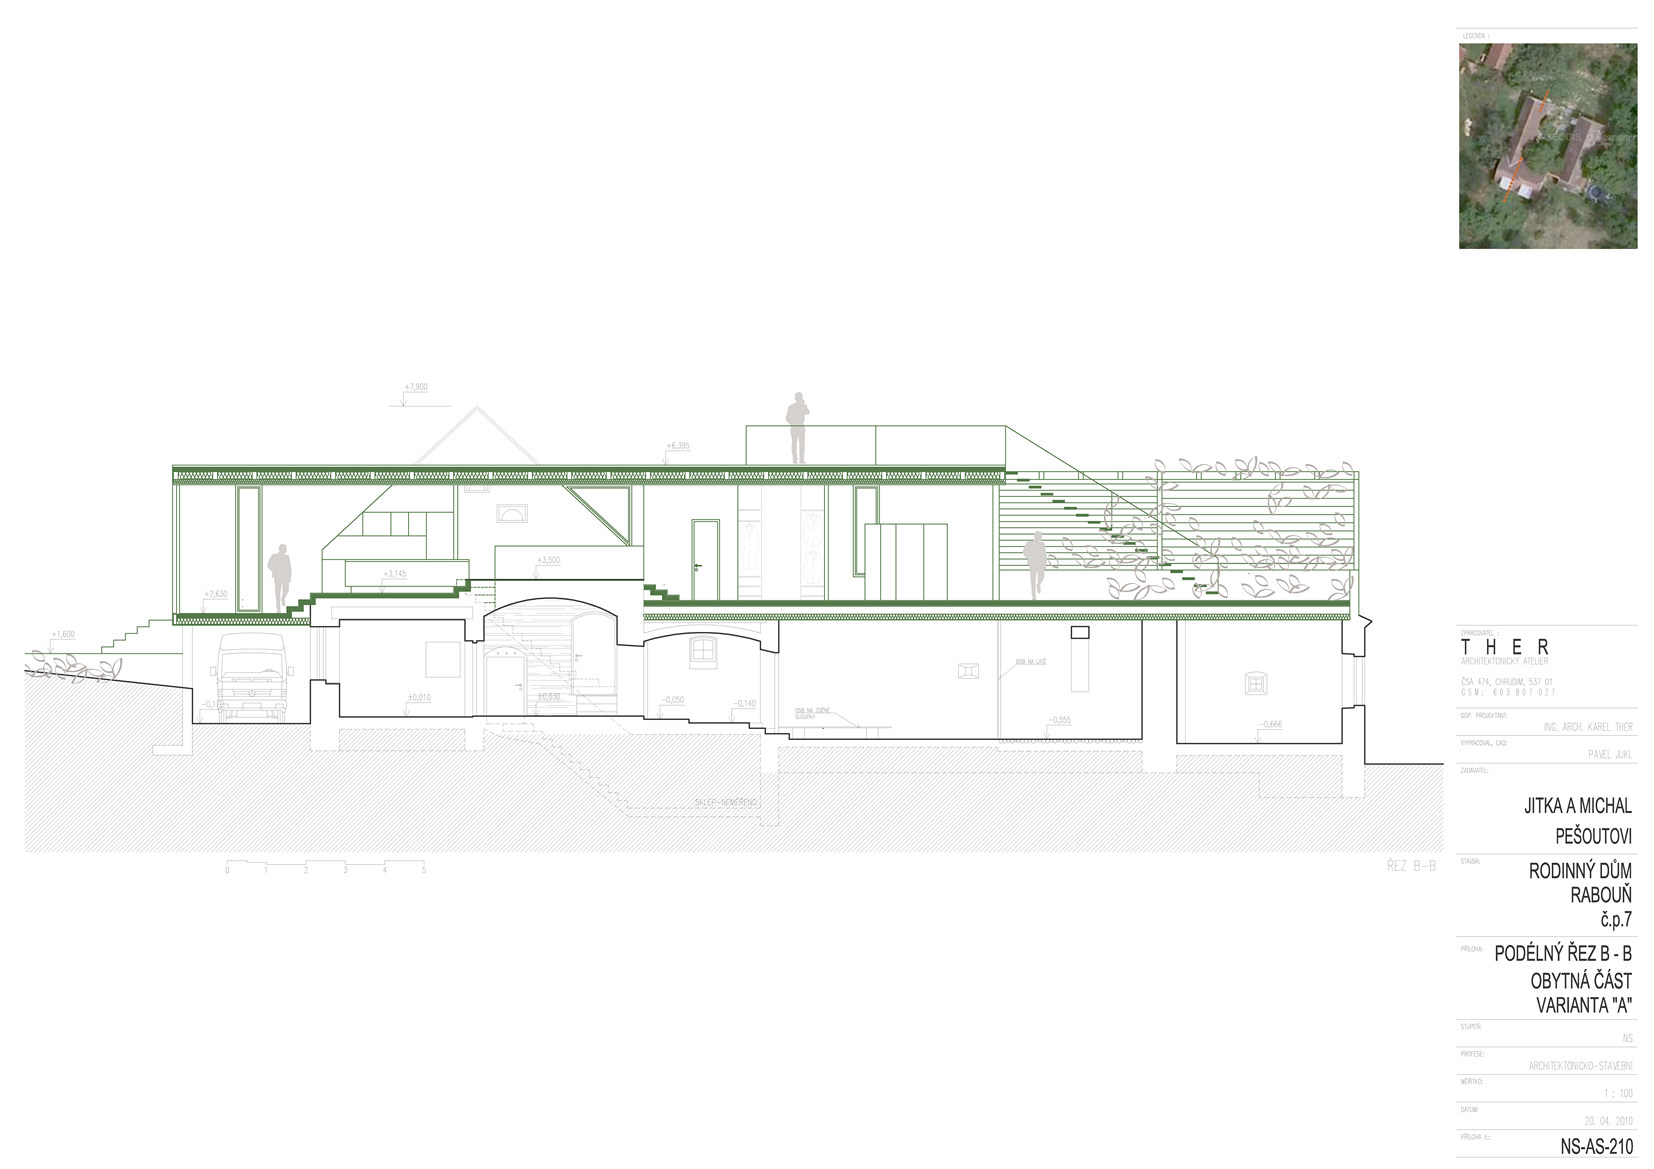 LEGENDA :
+7,900
+6,395
+3,500
+3,145
+2,630
+1,600
±0,010
±0,030
-0,050
-0,140
OSB NA LATĚ
OSB NA ZDĚNÉ
SLOUPKY
-0,555
-0,666
SKLEP-NEMĚŘENO
0 1 2 3 4 5
ŘEZ B-B
ZPRACOVATEL :
T H E R
ARCHITEKTONICKÝ ATELIER
ČSA 474, CHRUDIM, 537 01
GSM: 603 807 027
ODP. PROJEKTANT:
ING. ARCH. KAREL THÉR
VYPRACOVAL, CAD:
PAVEL JUKL
ZADAVATEL:
JITKA A MICHAL
PEŠOUTOVI
STAVBA:
RODINNÝ DŮM
RABOUŇ
č.p.7
PŘÍLOHA:
PODÉLNÝ ŘEZ B - B
OBYTNÁ ČÁST
VARIANTA "A"
STUPEŇ:
NS
PROFESE:
ARCHITEKTONICKO-STAVEBNÍ
MĚŘÍTKO:
1 : 100
DATUM:
20. 04. 2010
PŘÍLOHA č.:
NS-AS-210